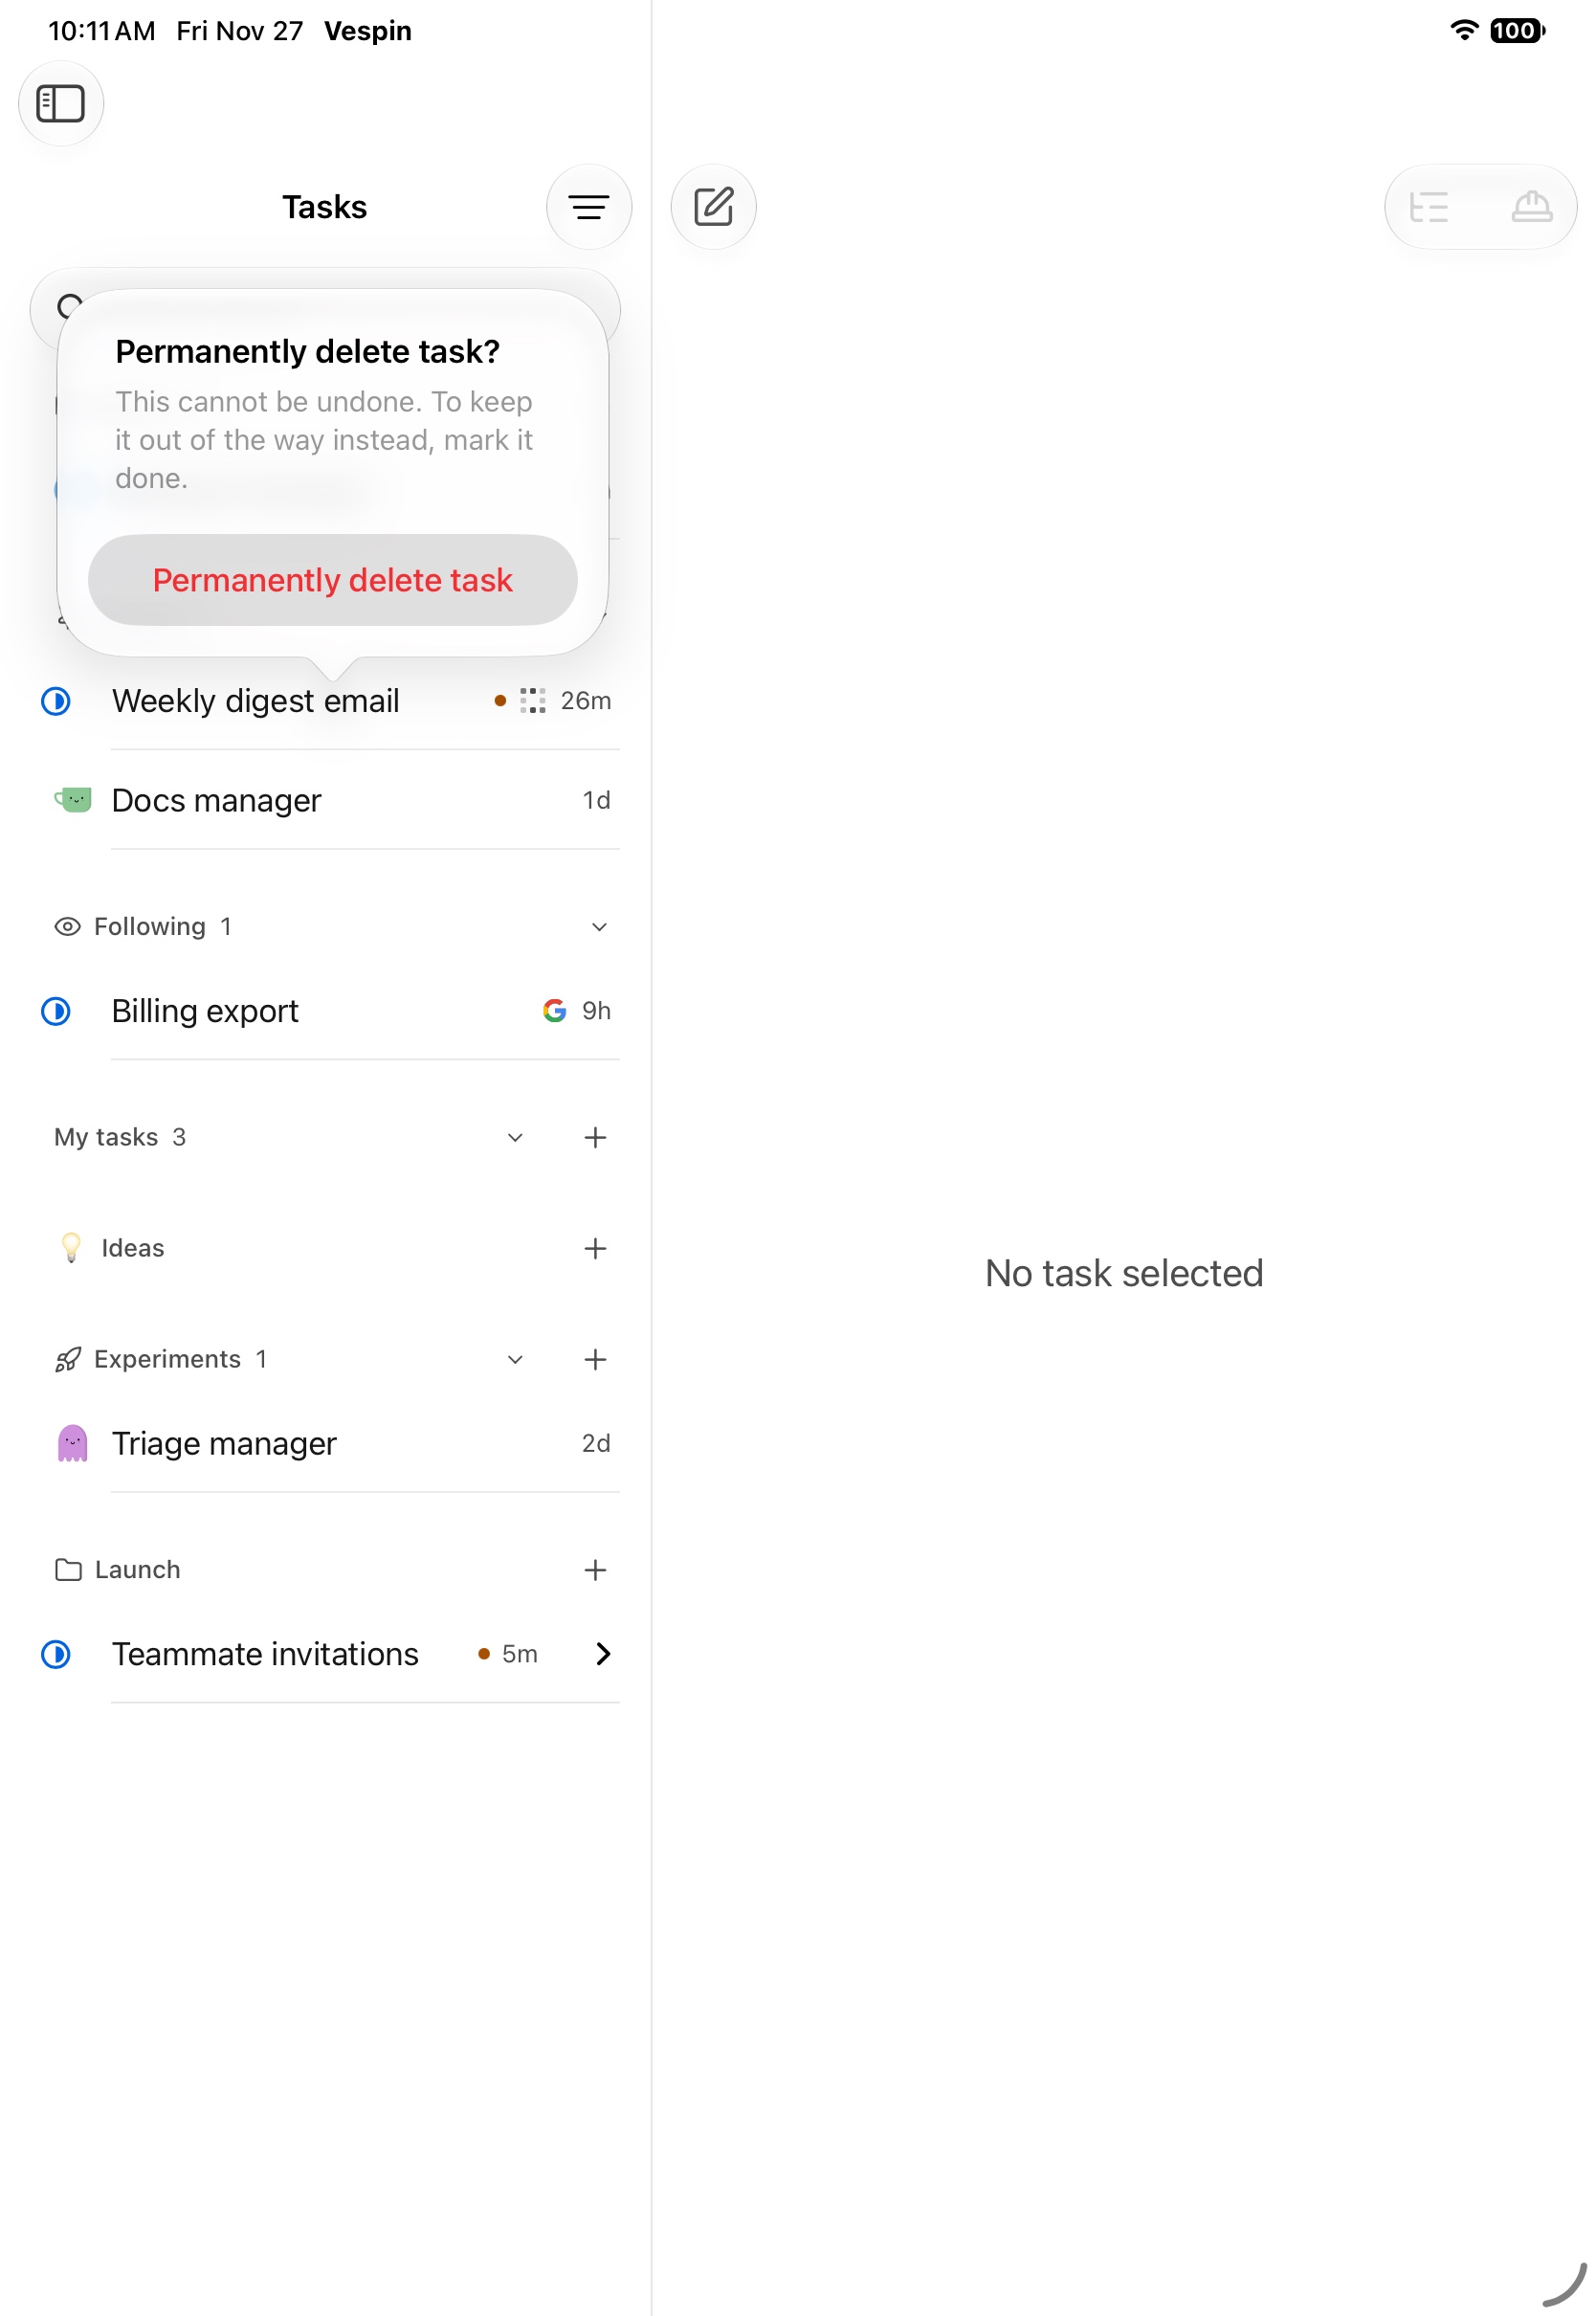 10:11 AM Fri Nov 27 Vespin
100
Tasks
Permanently delete task?
This cannot be undone. To keep
it out of the way instead, mark it
done.
Permanently delete task
Weekly digest email 26m
Docs manager 1d
Following 1
Billing export 9h
My tasks 3
Ideas
No task selected
Experiments 1
Triage manager 2d
Launch
Teammate invitations 5m